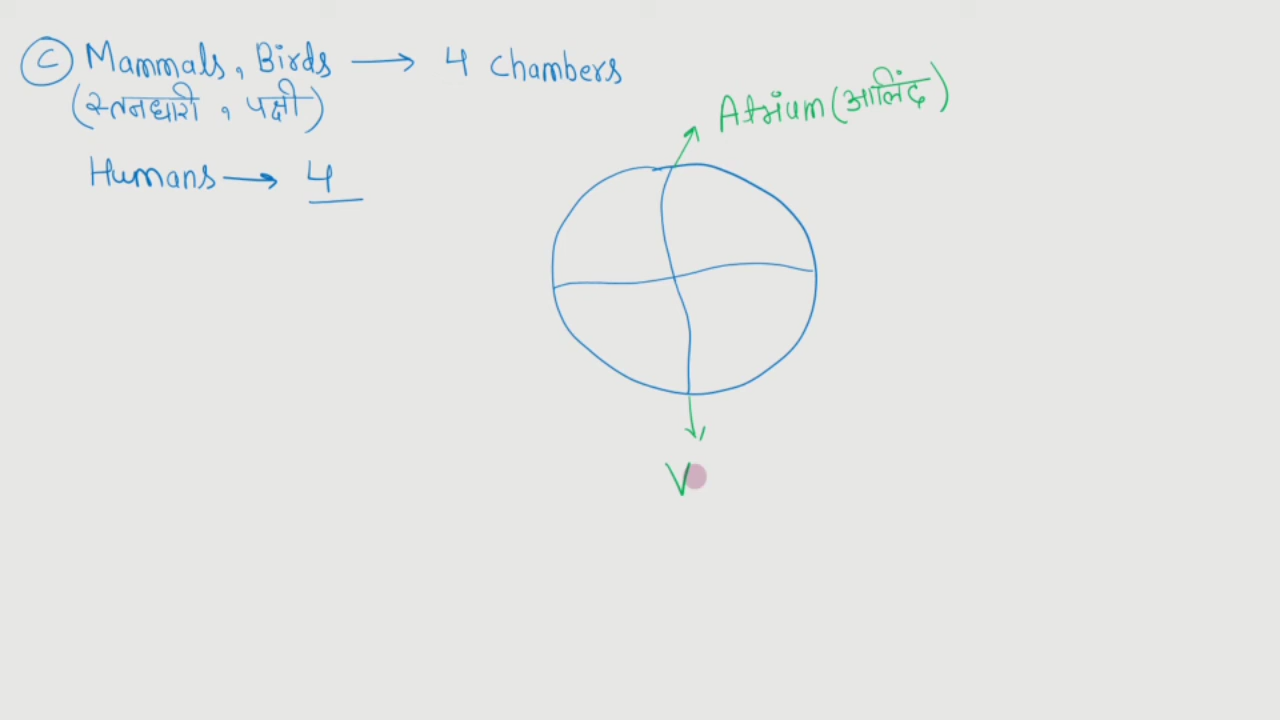 C Mammals, Birds → 4 Chambers
(स्तनधारी, पक्षी)
Humans → 4
Atrium (आलिंद)
V